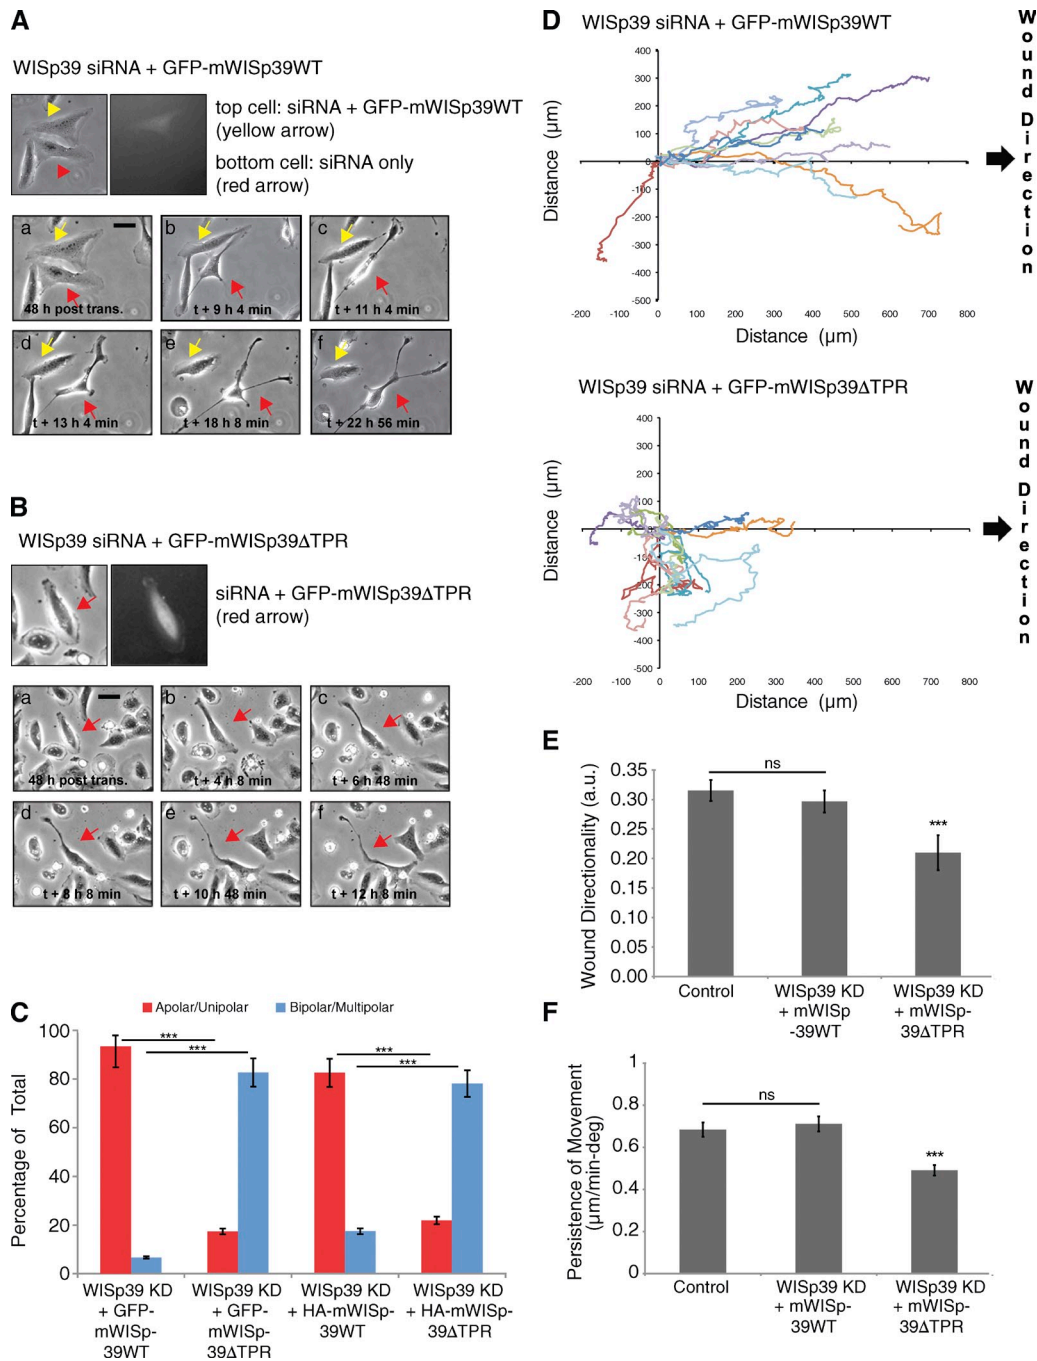 A
WISp39 siRNA + GFP-mWISp39WT
top cell: siRNA + GFP-mWISp39WT
(yellow arrow)
bottom cell: siRNA only
(red arrow)
a
48 h post trans.
b
t + 9 h 4 min
c
t + 11 h 4 min
d
t + 13 h 4 min
e
t + 18 h 8 min
f
t + 22 h 56 min
B
WISp39 siRNA + GFP-mWISp39ΔTPR
siRNA + GFP-mWISp39ΔTPR
(red arrow)
a
48 h post trans.
b
t + 4 h 8 min
c
t + 6 h 48 min
d
t + 8 h 8 min
e
t + 10 h 48 min
f
t + 12 h 8 min
C
Apolar/Unipolar
Bipolar/Multipolar
Percentage of Total
100
80
60
40
20
0
***
***
***
***
WISp39 KD
+ GFP-
mWISp-
39WT
WISp39 KD
+ GFP-
mWISp-
39ΔTPR
WISp39 KD
+ HA-mWISp-
39WT
WISp39 KD
+ HA-mWISp-
39ΔTPR
D
WISp39 siRNA + GFP-mWISp39WT
Distance (µm)
400
300
200
100
0
-100
-200
-300
-400
-500
-200
-100
0
100
200
300
400
500
600
700
800
Distance (µm)
Wound Direction
WISp39 siRNA + GFP-mWISp39ΔTPR
Distance (µm)
400
300
200
100
0
-100
-200
-300
-400
-500
-200
-100
0
100
200
300
400
500
600
700
800
Distance (µm)
Wound Direction
E
Wound Directionality (a.u.)
0.35
0.30
0.25
0.20
0.15
0.10
0.05
0.00
ns
***
Control
WISp39 KD
+ mWISp
-39WT
WISp39 KD
+ mWISp-
39ΔTPR
F
Persistence of Movement
(µm/min-deg)
1
0.8
0.6
0.4
0.2
0
ns
***
Control
WISp39 KD
+ mWISp-
39WT
WISp39 KD
+ mWISp-
39ΔTPR